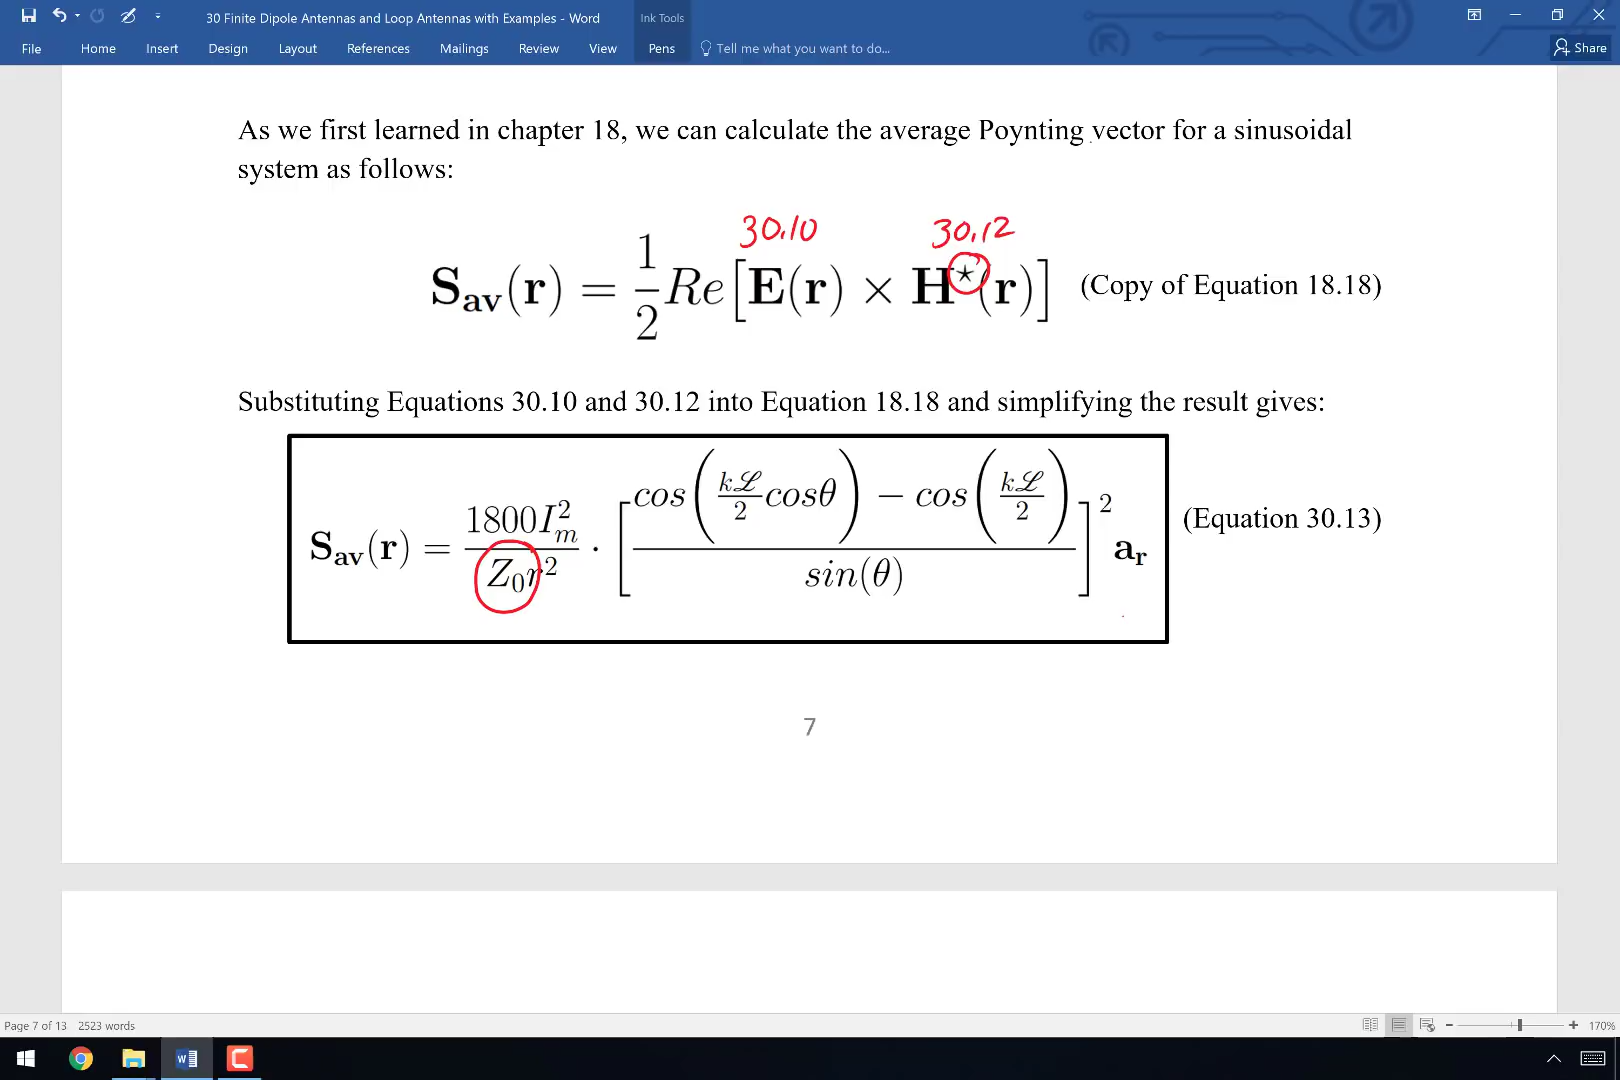 30 Finite Dipole Antennas and Loop Antennas with Examples - Word
Ink Tools
File Home Insert Design Layout References Mailings Review View Pens Tell me what you want to do... Share
As we first learned in chapter 18, we can calculate the average Poynting vector for a sinusoidal
system as follows:
30.10 30.12
S_av(r) = 1/2 Re[E(r) × H*(r)] (Copy of Equation 18.18)
Substituting Equations 30.10 and 30.12 into Equation 18.18 and simplifying the result gives:
S_av(r) = 1800I_m^2 / Z_0r^2 · [cos(kℒ/2 cosθ) − cos(kℒ/2) / sin(θ)]^2 a_r (Equation 30.13)
7
Page 7 of 13 2523 words 170%